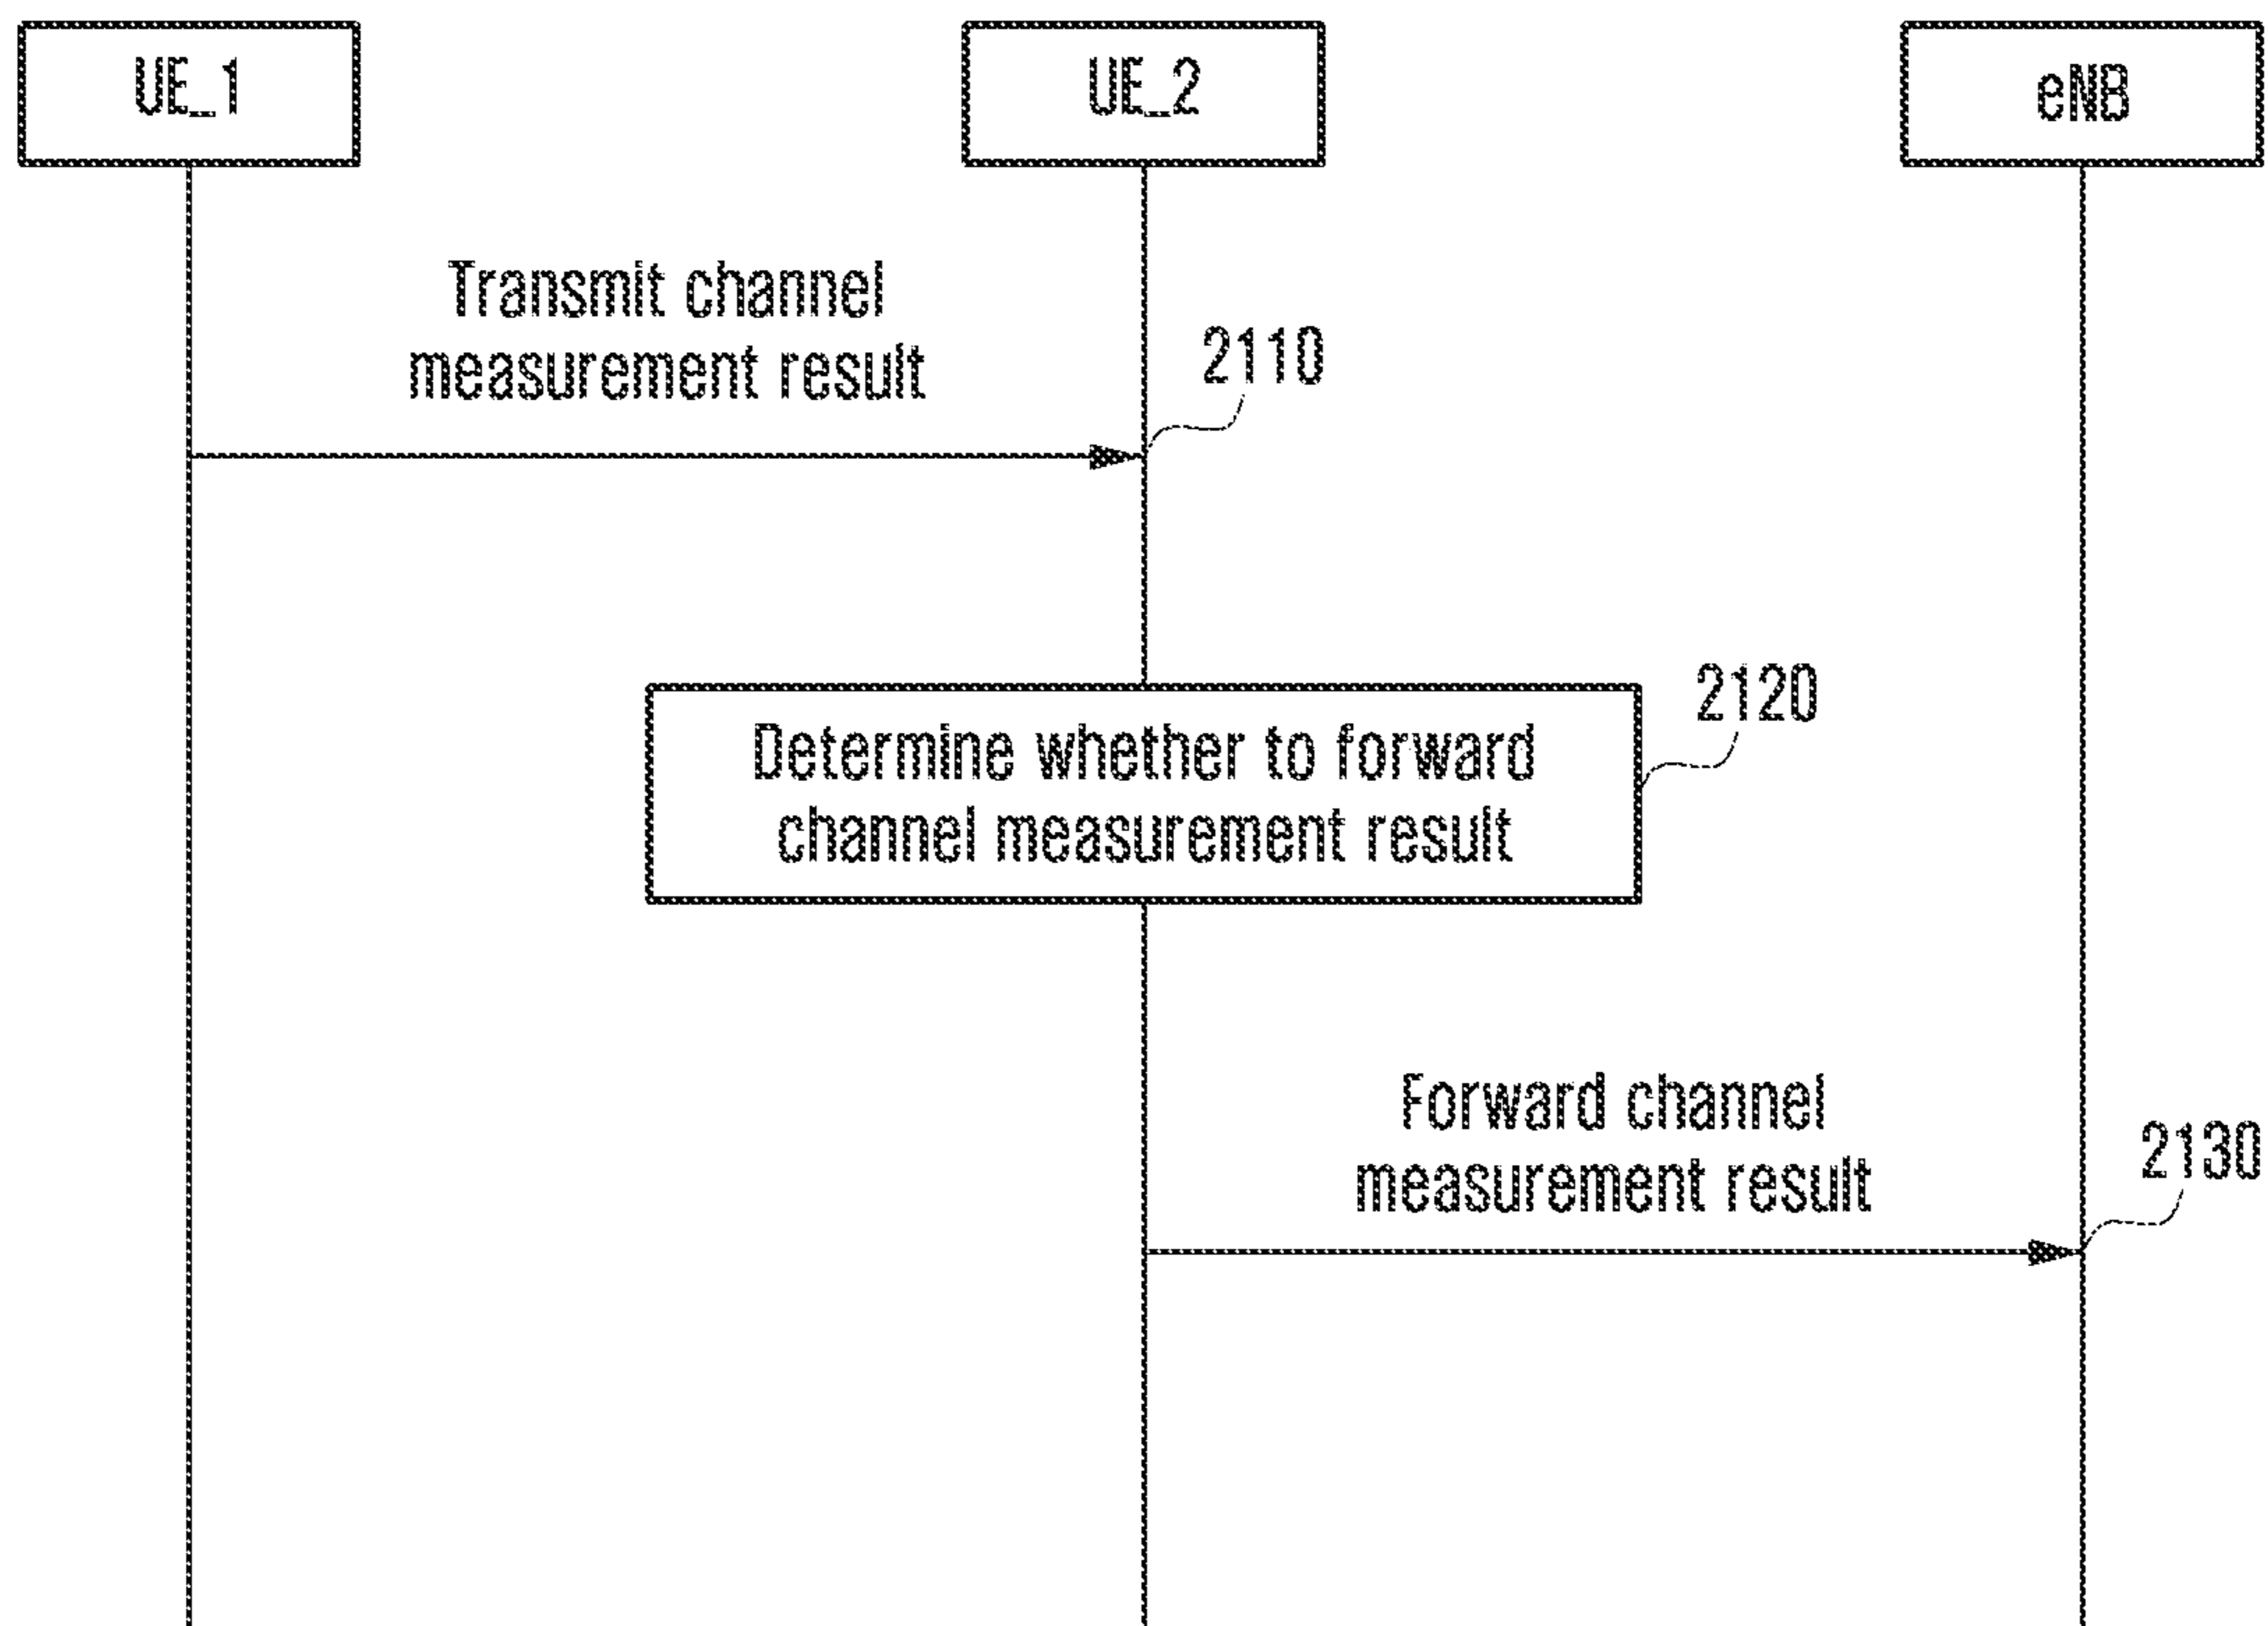 UE_1
UE_2
eNB
Transmit channel
measurement result
2110
Determine whether to forward
channel measurement result
2120
Forward channel
measurement result
2130